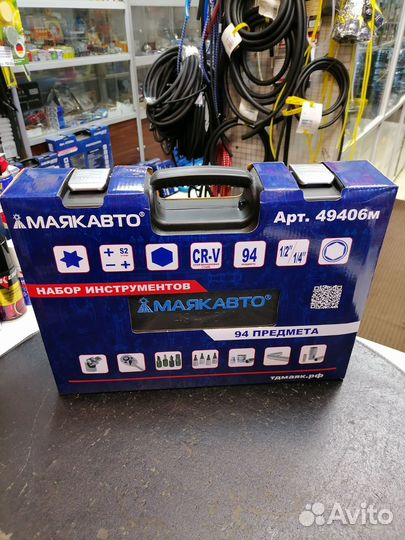 МАЯКАВТО®
Арт. 49406м
S2
CR-V
94
1/2"
1/4"
НАБОР ИНСТРУМЕНТОВ
МАЯКАВТО®
94 ПРЕДМЕТА
тдмаяк.рф
Avito